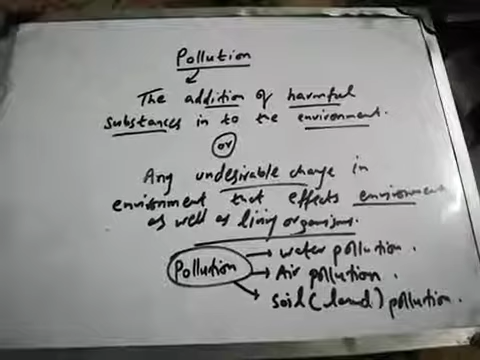 Pollution
The addition of harmful
substances in to the environment.
or
Any undesirable change in
environment that effects environment
as well as living organisms.
Pollution → water pollution.
→ Air pollution.
→ Soil (land) pollution.